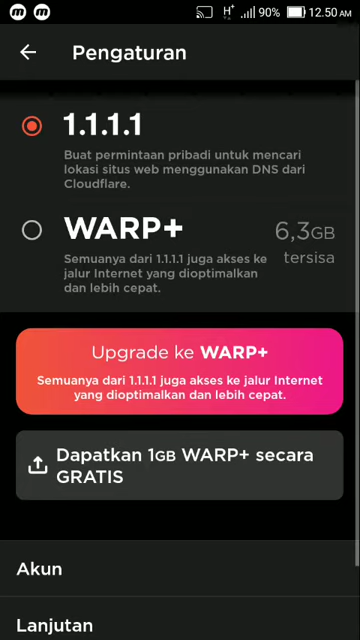 H+ 90% 12.50 AM
Pengaturan
1.1.1.1
Buat permintaan pribadi untuk mencari
lokasi situs web menggunakan DNS dari
Cloudflare.
WARP+
6,3GB
tersisa
Semuanya dari 1.1.1.1 juga akses ke
jalur Internet yang dioptimalkan
dan lebih cepat.
Upgrade ke WARP+
Semuanya dari 1.1.1.1 juga akses ke jalur Internet
yang dioptimalkan dan lebih cepat.
Dapatkan 1GB WARP+ secara
GRATIS
Akun
Lanjutan